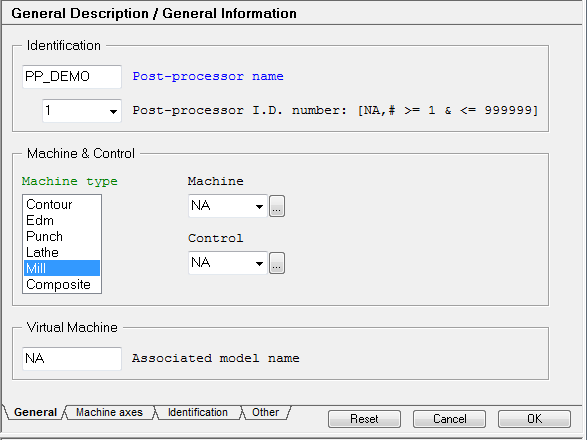 General Description / General Information
Identification
PP_DEMO Post-processor name
1 Post-processor I.D. number: [NA,# >= 1 & <= 999999]
Machine & Control
Machine type
Contour
Edm
Punch
Lathe
Mill
Composite
Machine
NA ...
Control
NA ...
Virtual Machine
NA Associated model name
General Machine axes Identification Other
Reset Cancel OK